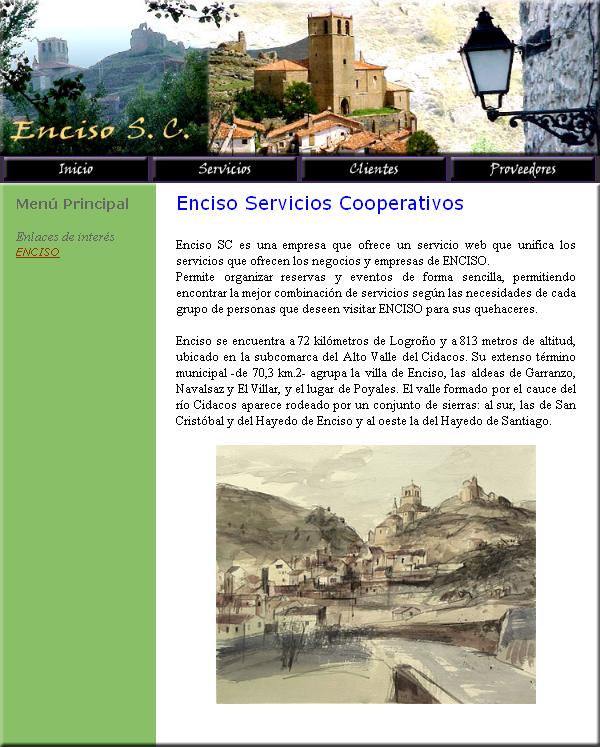 Enciso S. C.
Inicio Servicios Clientes Proveedores
Menú Principal
Enlaces de interés
ENCISO
Enciso Servicios Cooperativos
Enciso SC es una empresa que ofrece un servicio web que unifica los
servicios que ofrecen los negocios y empresas de ENCISO.
Permite organizar reservas y eventos de forma sencilla, permitiendo
encontrar la mejor combinación de servicios según las necesidades de cada
grupo de personas que deseen visitar ENCISO para sus quehaceres.
Enciso se encuentra a 72 kilómetros de Logroño y a 813 metros de altitud,
ubicado en la subcomarca del Alto Valle del Cidacos. Su extenso término
municipal -de 70,3 km.2- agrupa la villa de Enciso, las aldeas de Garranzo,
Navalsaz y El Villar, y el lugar de Poyales. El valle formado por el cauce del
río Cidacos aparece rodeado por un conjunto de sierras: al sur, las de San
Cristóbal y del Hayedo de Enciso y al oeste la del Hayedo de Santiago.